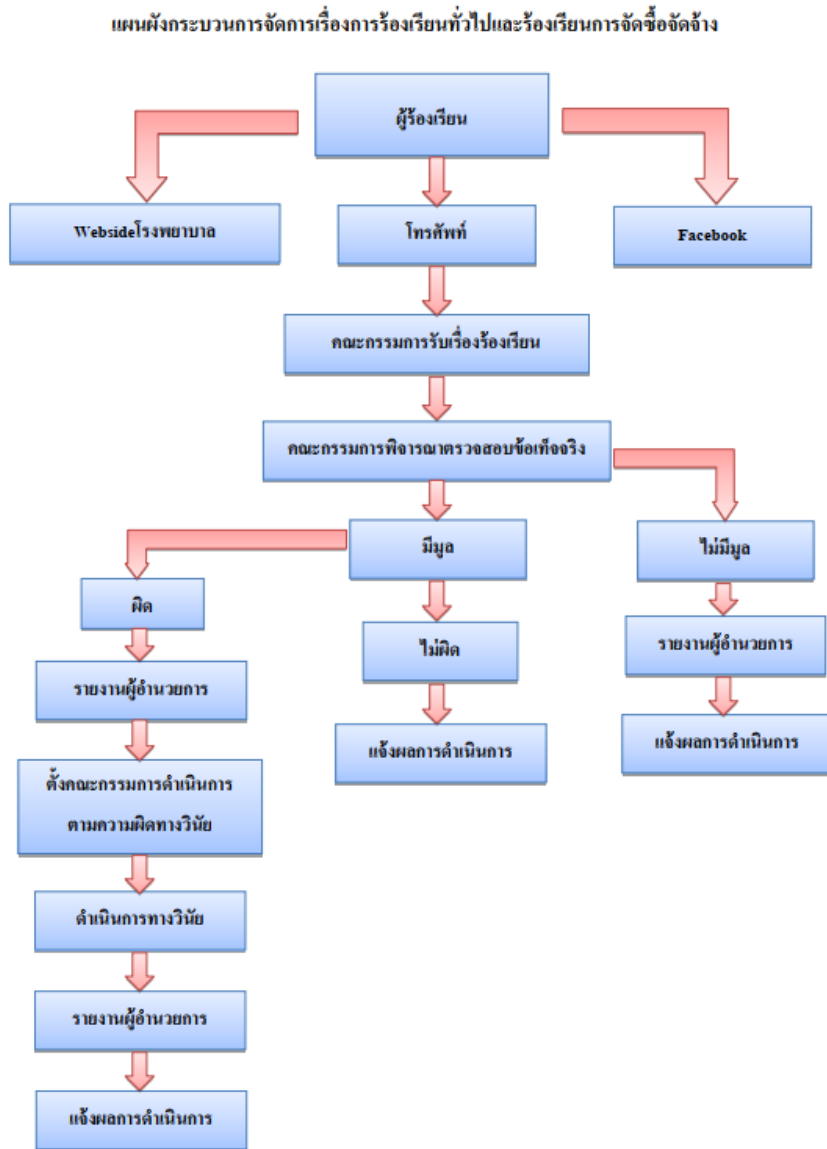 แผนผังกระบวนการจัดการเรื่องการร้องเรียนทั่วไปและร้องเรียนการจัดซื้อจัดจ้าง
ผู้ร้องเรียน
Websideโรงพยาบาล
โทรศัพท์
Facebook
คณะกรรมการรับเรื่องร้องเรียน
คณะกรรมการพิจารณาตรวจสอบข้อเท็จจริง
มีมูล
ไม่มีมูล
ผิด
ไม่ผิด
รายงานผู้อำนวยการ
รายงานผู้อำนวยการ
แจ้งผลการดำเนินการ
แจ้งผลการดำเนินการ
ตั้งคณะกรรมการดำเนินการ
ตามความผิดทางวินัย
ดำเนินการทางวินัย
รายงานผู้อำนวยการ
แจ้งผลการดำเนินการ